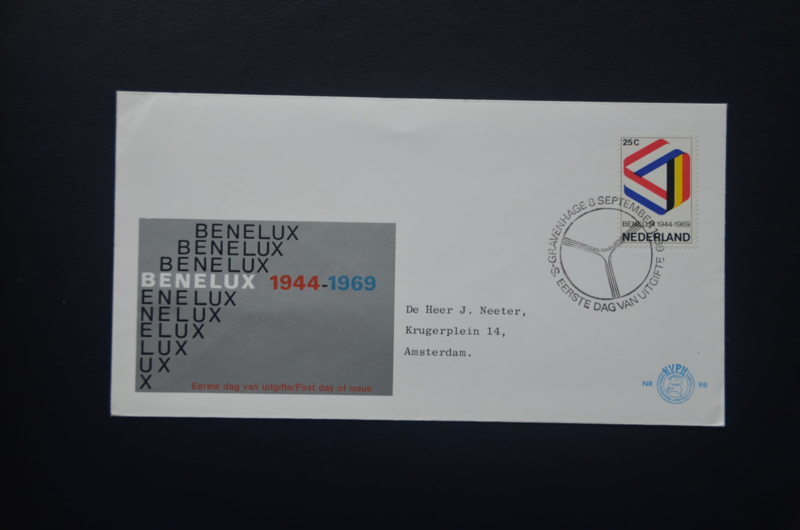 25C
BENELUX 1944-1969
NEDERLAND
'S-GRAVENHAGE 8 SEPTEMBER 1969
EERSTE DAG VAN UITGIFTE
BENELUX
BENELUX
BENELUX
BENELUX 1944-1969
ENELUX
NELUX
ELUX
LUX
UX
X
Eerste dag van uitgifte/First day of issue
De Heer J. Neeter,
Krugerplein 14,
Amsterdam.
NR NVPH 98